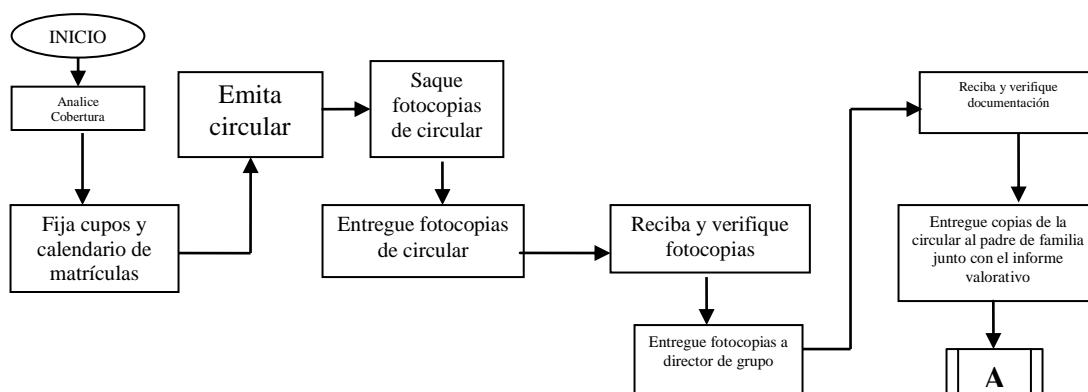 INICIO
Analice
Cobertura
Fija cupos y
calendario de
matrículas
Emita
circular
Saque
fotocopias
de circular
Entregue fotocopias
de circular
Reciba y verifique
fotocopias
Entregue fotocopias a
director de grupo
Reciba y verifique
documentación
Entregue copias de la
circular al padre de familia
junto con el informe
valorativo
A